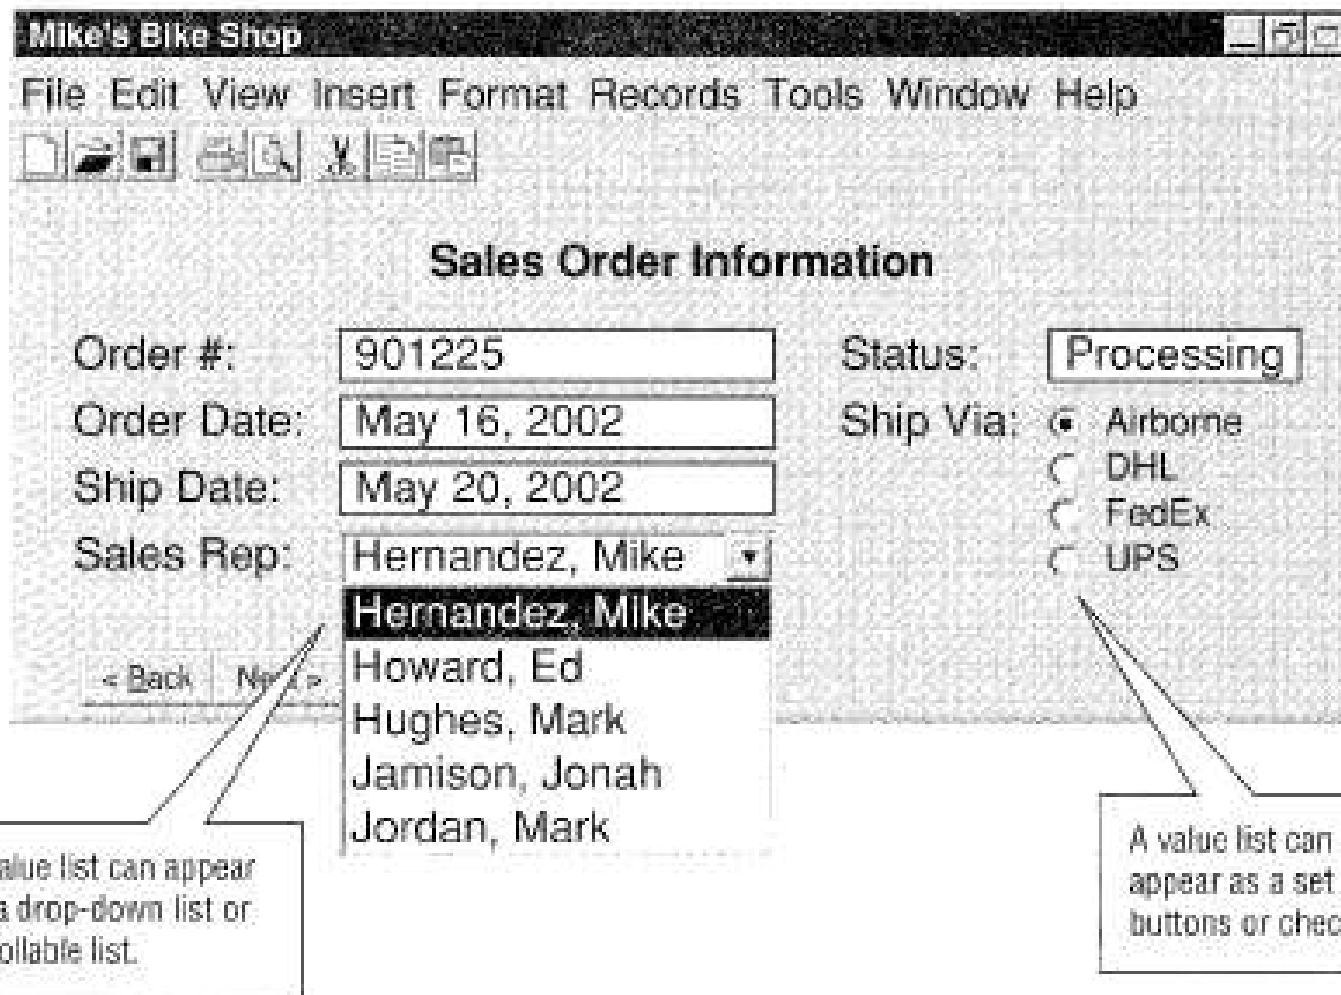 Mike's Bike Shop
File Edit View Insert Format Records Tools Window Help
Sales Order Information
Order #: 901225 Status: Processing
Order Date: May 16, 2002 Ship Via: Airborne
DHL
Ship Date: May 20, 2002
FedEx
Sales Rep: Hernandez, Mike UPS
Hernandez, Mike
Howard, Ed
< Back Next >
Hughes, Mark
Jamison, Jonah
Jordan, Mark
alue list can appear
a drop-down list or
ollable list.
A value list can
appear as a set
buttons or chec